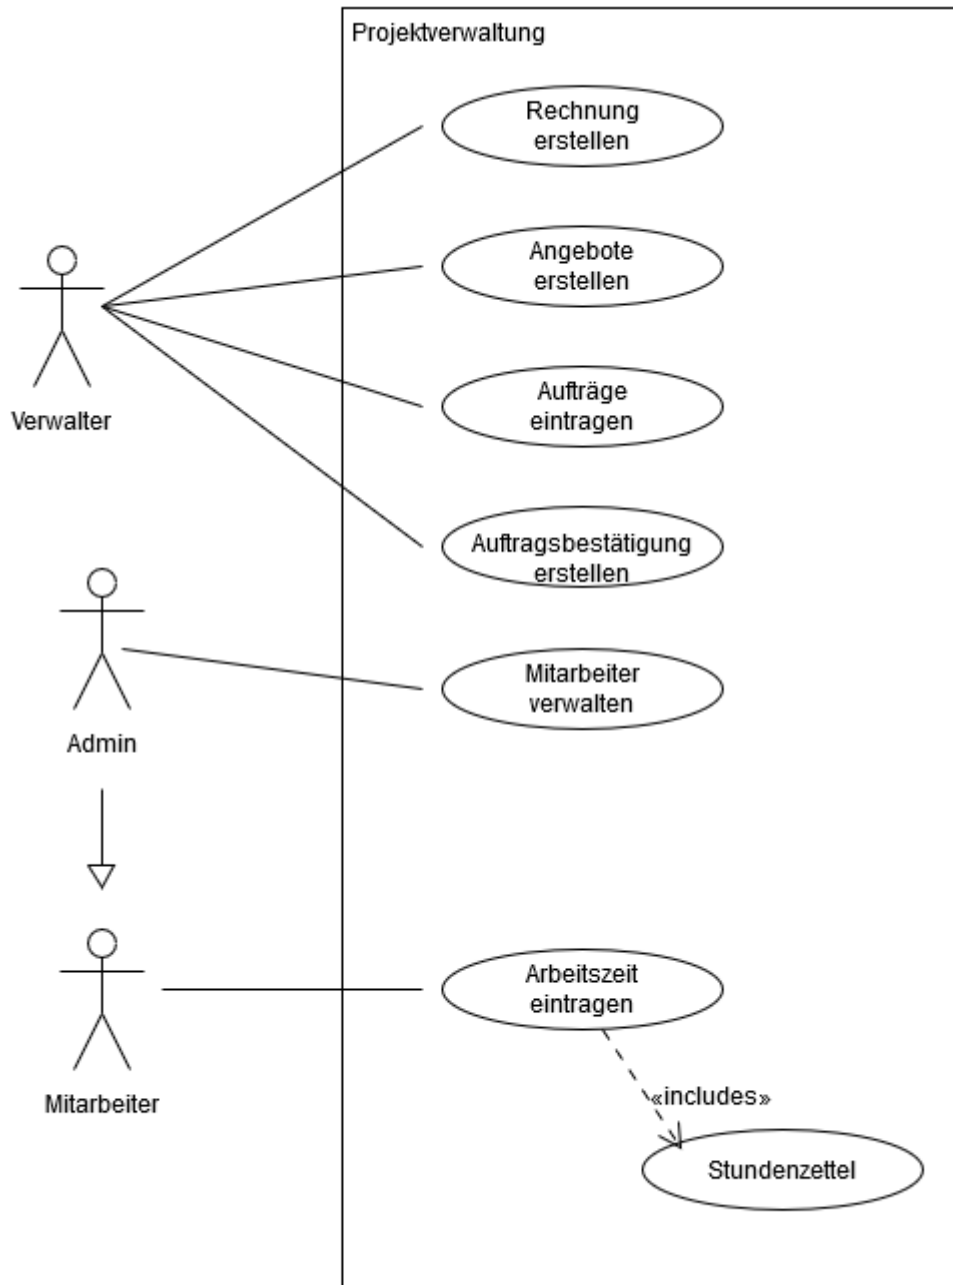 Projektverwaltung
Rechnung
erstellen
Angebote
erstellen
Verwalter
Aufträge
eintragen
Auftragsbestätigung
erstellen
Admin
Mitarbeiter
verwalten
Mitarbeiter
Arbeitszeit
eintragen
«includes»
Stundenzettel